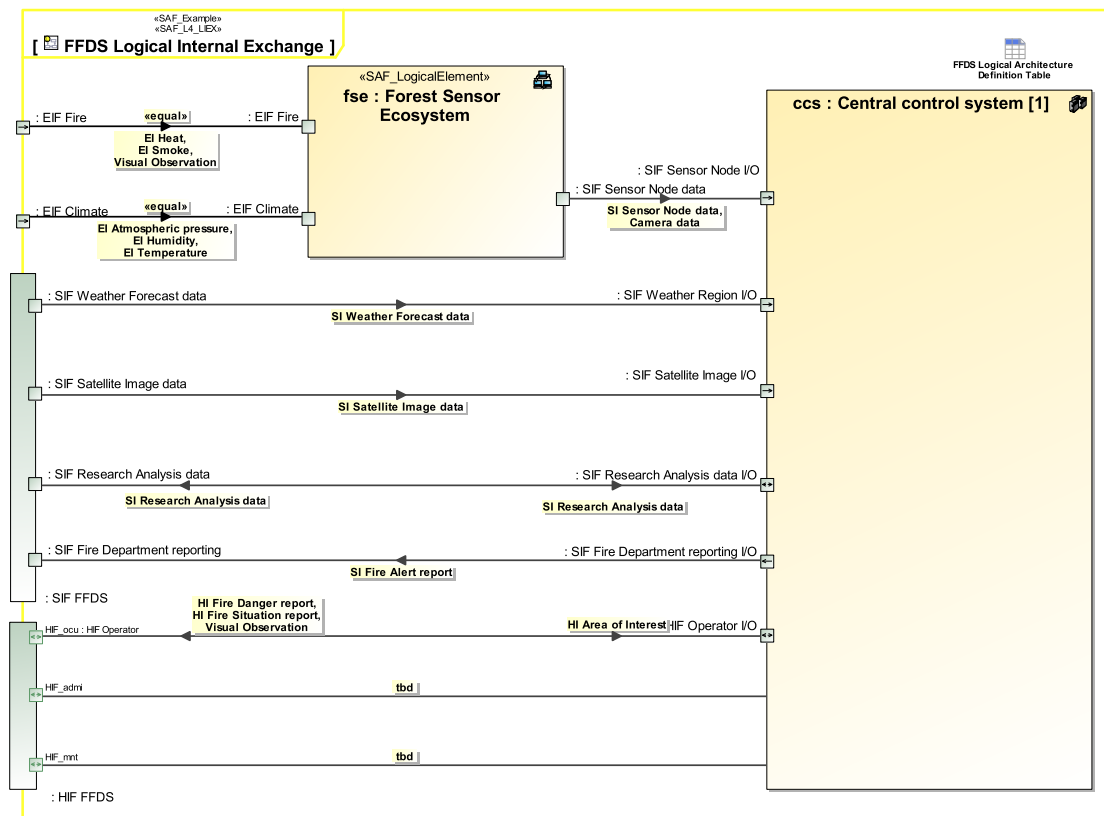 «SAF_Example»
«SAF_L4_LIEX»
[ FFDS Logical Internal Exchange ]
FFDS Logical Architecture
Definition Table
«SAF_LogicalElement»
fse : Forest Sensor
Ecosystem
ccs : Central control system [1]
: EIF Fire
«equal»
: EIF Fire
EI Heat,
EI Smoke,
Visual Observation
: SIF Sensor Node I/O
: SIF Sensor Node data
SI Sensor Node data,
Camera data
: EIF Climate
«equal»
: EIF Climate
EI Atmospheric pressure,
EI Humidity,
EI Temperature
: SIF Weather Forecast data
: SIF Weather Region I/O
SI Weather Forecast data
: SIF Satellite Image data
: SIF Satellite Image I/O
SI Satellite Image data
: SIF Research Analysis data
: SIF Research Analysis data I/O
SI Research Analysis data
SI Research Analysis data
: SIF Fire Department reporting
: SIF Fire Department reporting I/O
SI Fire Alert report
: SIF FFDS
HI Fire Danger report,
HI Fire Situation report,
Visual Observation
HIF_ocu : HIF Operator
HI Area of Interest
HIF Operator I/O
HIF_admi
tbd
HIF_mnt
tbd
: HIF FFDS